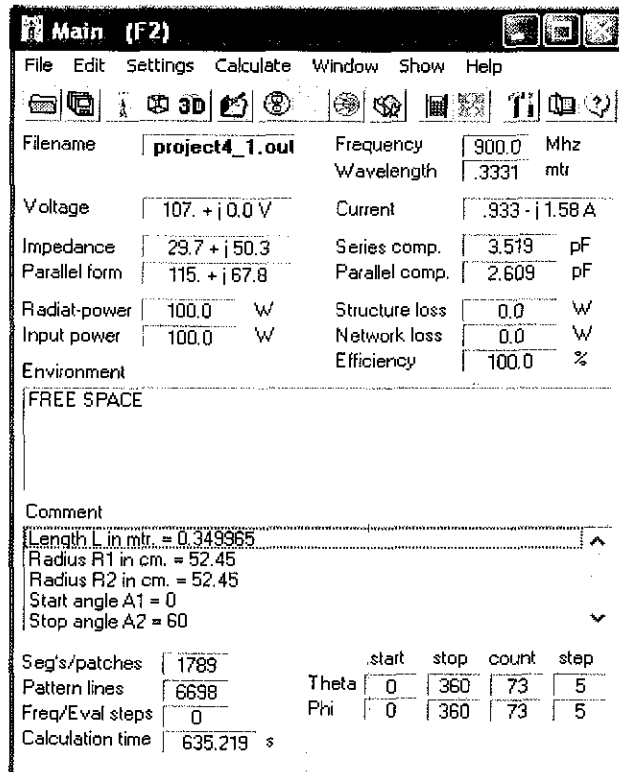 Main (F2)
File Edit Settings Calculate Window Show Help
3D
Filename project4_1.out Frequency 900.0 Mhz
Wavelength .3331 mtr
Voltage 107. + j 0.0 V Current .933 - j 1.58 A
Impedance 29.7 + j 50.3 Series comp. 3.519 pF
Parallel form 115. + j 67.8 Parallel comp. 2.609 pF
Radiat-power 100.0 W Structure loss 0.0 W
Input power 100.0 W Network loss 0.0 W
Efficiency 100.0 %
Environment
FREE SPACE
Comment
Length L in mtr. = 0.349965
Radius R1 in cm. = 52.45
Radius R2 in cm. = 52.45
Start angle A1 = 0
Stop angle A2 = 60
Seg's/patches 1789 .start stop count step
Pattern lines 6698 Theta 0 360 73 5
Freq/Eval steps 0 Phi 0 360 73 5
Calculation time 635.219 s